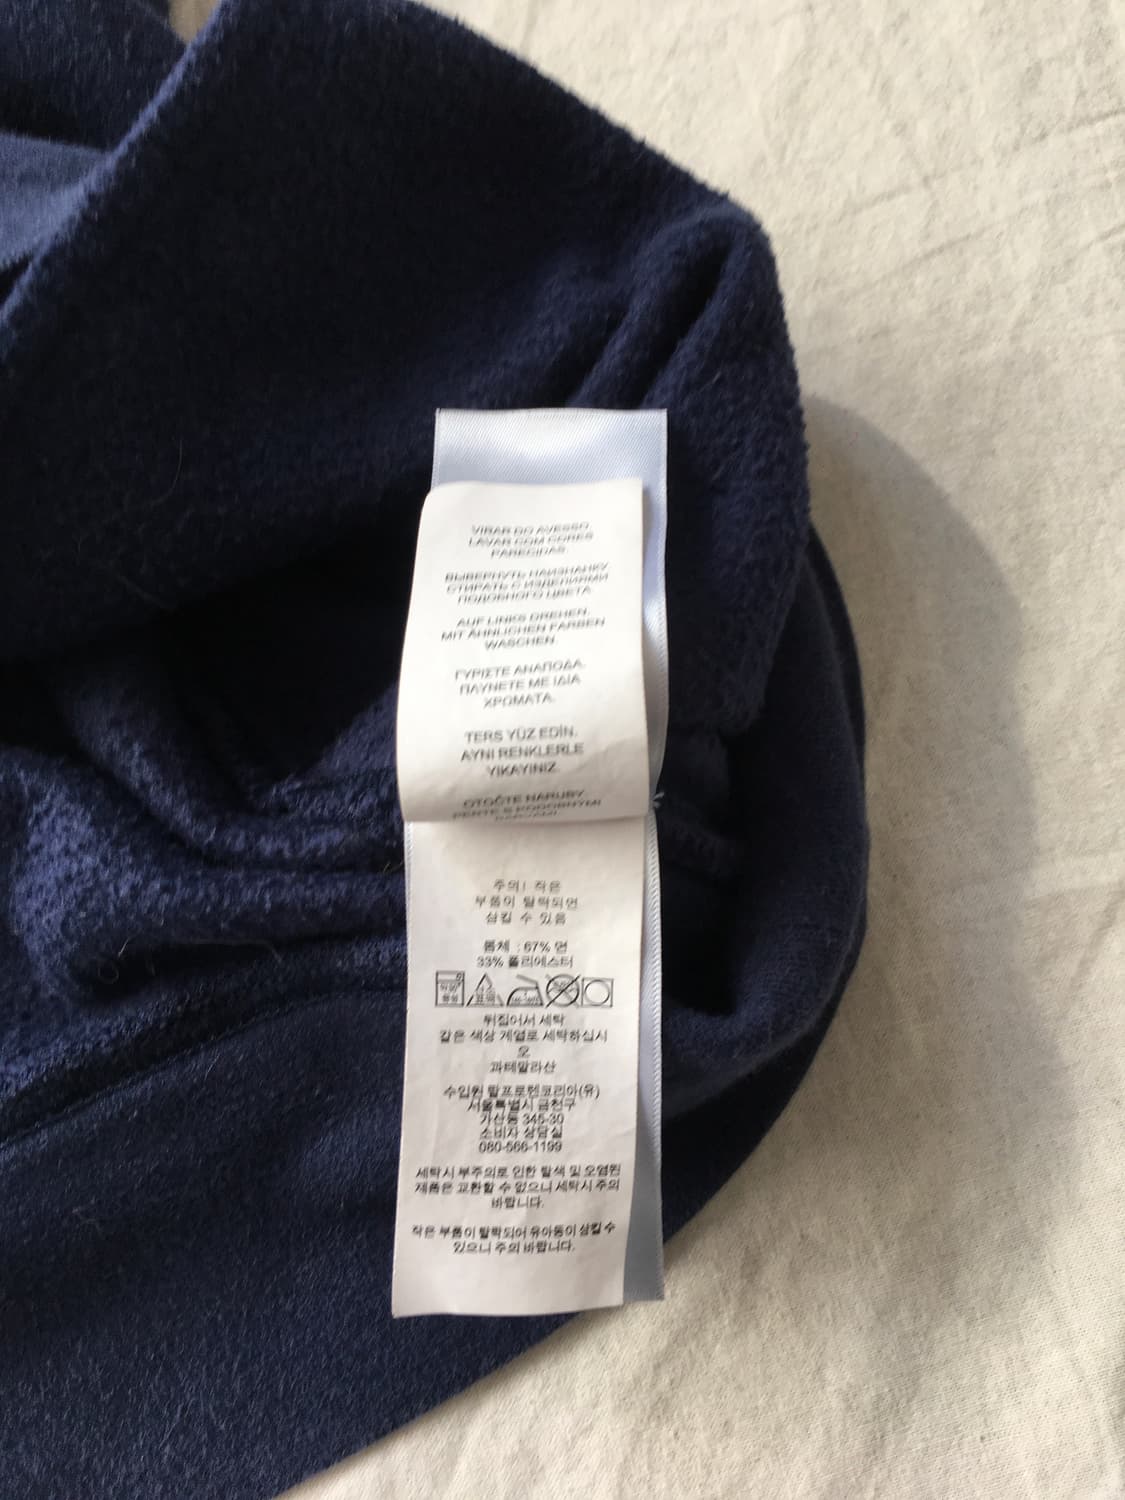 VIRAR DO AVESSO.
LAVAR COM CORES
PARECIDAS.
ВЫВЕРНУТЬ НАИЗНАНКУ
СТИРАТЬ С ИЗДЕЛИЯМИ
ПОДОБНОГО ЦВЕТА
AUF LINKS DREHEN.
MIT ÄHNLICHEN FARBEN
WASCHEN.
ΓΥΡΙΣΤΕ ΑΝΑΠΟΔΑ.
ΠΛΥΝΕΤΕ ΜΕ ΙΔΙΑ
ΧΡΩΜΑΤΑ.
TERS YÜZ EDİN.
AYNI RENKLERLE
YIKAYINIZ.
OTOČTE NARUBY
PERTE S PODOBNÝMI
BARVAMI.
주의! 작은
부품이 탈락되면
삼킬 수 있음
몸체 : 67% 면
33% 폴리에스터
뒤집어서 세탁
같은 색상 계열로 세탁하십시
오
과테말라산
수입원 랄프로렌코리아(유)
서울특별시 금천구
가산동 345-30
소비자 상담실
080-566-1199
세탁시 부주의로 인한 탈색 및 오염된
제품은 교환할 수 없으니 세탁시 주의
바랍니다.
작은 부품이 탈락되어 유아동이 삼킬 수
있으니 주의 바랍니다.